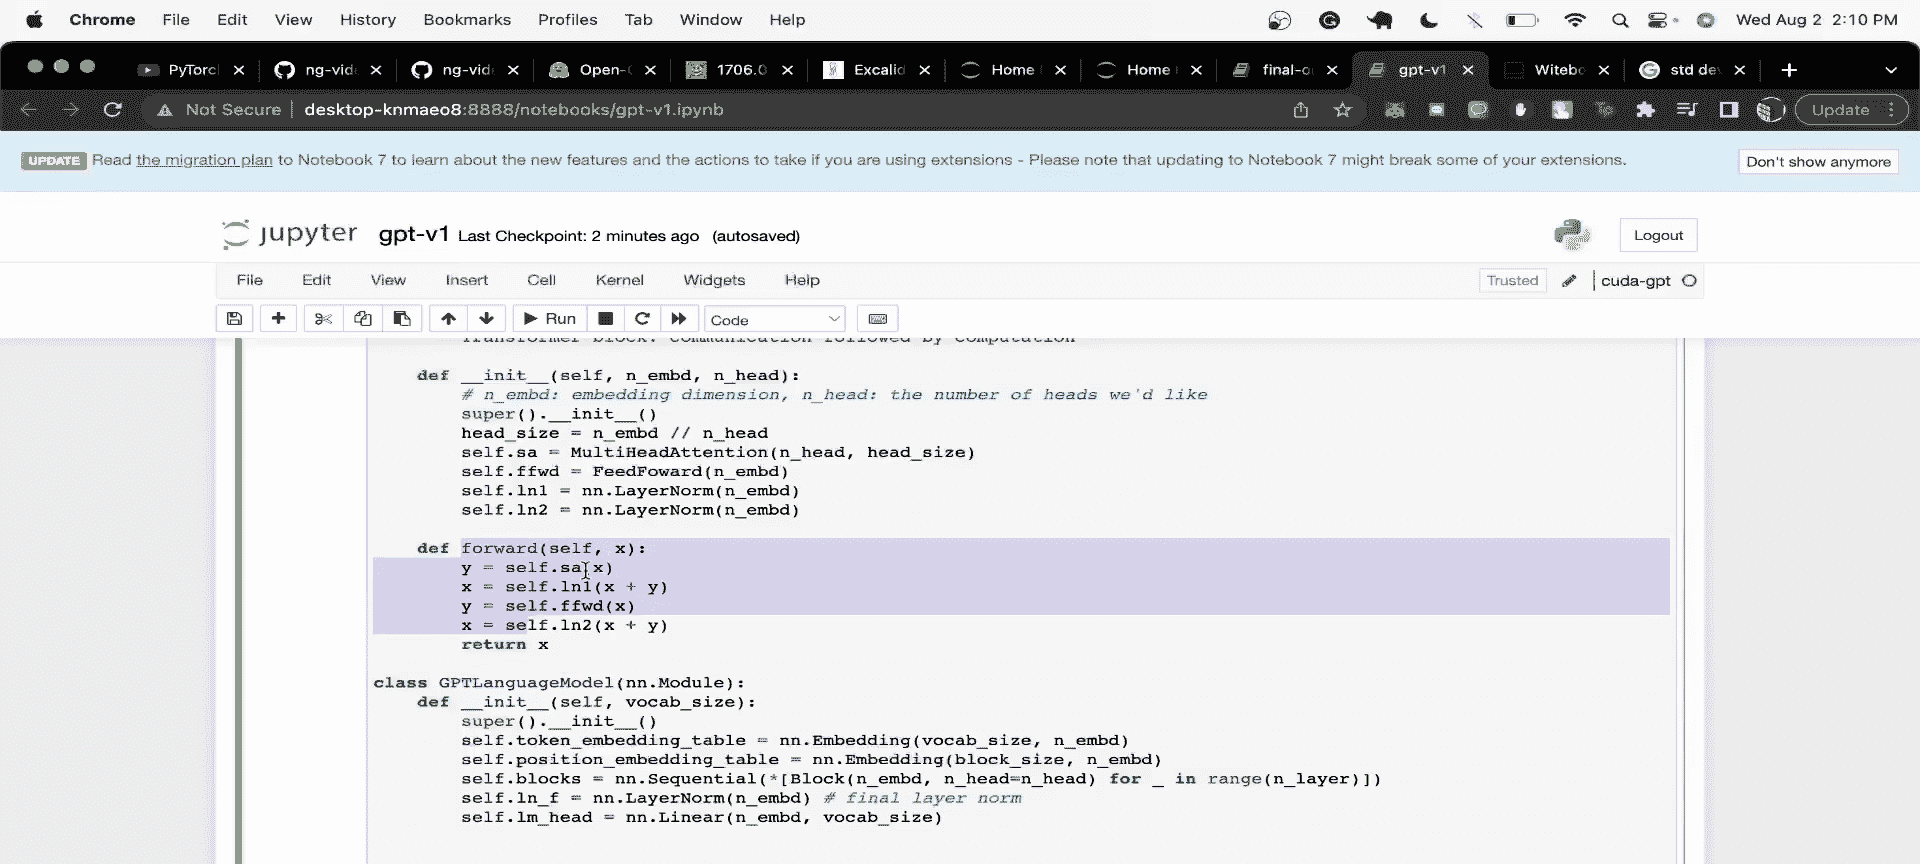 Chrome File Edit View History Bookmarks Profiles Tab Window Help Wed Aug 2 2:10 PM
PyTorc ng-vid ng-vid Open- 1706.0 Excalid Home Home final-o gpt-v1 Witebo std de
Not Secure desktop-knmaeo8:8888/notebooks/gpt-v1.ipynb Update
UPDATE Read the migration plan to Notebook 7 to learn about the new features and the actions to take if you are using extensions - Please note that updating to Notebook 7 might break some of your extensions. Don't show anymore
jupyter gpt-v1 Last Checkpoint: 2 minutes ago (autosaved) Logout
File Edit View Insert Cell Kernel Widgets Help Trusted cuda-gpt
Run Code
Transformer block: communication followed by computation
def __init__(self, n_embd, n_head):
# n_embd: embedding dimension, n_head: the number of heads we'd like
super().__init__()
head_size = n_embd // n_head
self.sa = MultiHeadAttention(n_head, head_size)
self.ffwd = FeedFoward(n_embd)
self.ln1 = nn.LayerNorm(n_embd)
self.ln2 = nn.LayerNorm(n_embd)
def forward(self, x):
y = self.sa(x)
x = self.ln1(x + y)
y = self.ffwd(x)
x = self.ln2(x + y)
return x
class GPTLanguageModel(nn.Module):
def __init__(self, vocab_size):
super().__init__()
self.token_embedding_table = nn.Embedding(vocab_size, n_embd)
self.position_embedding_table = nn.Embedding(block_size, n_embd)
self.blocks = nn.Sequential(*[Block(n_embd, n_head=n_head) for _ in range(n_layer)])
self.ln_f = nn.LayerNorm(n_embd) # final layer norm
self.lm_head = nn.Linear(n_embd, vocab_size)